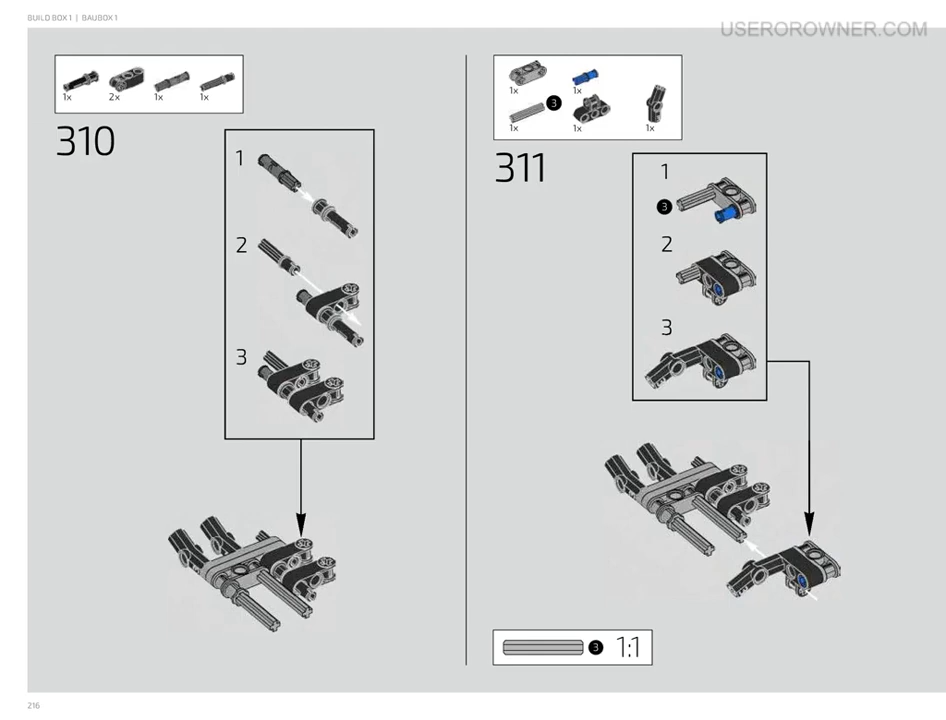 BUILD BOX 1 | BAUBOX 1
USEROROWNER.COM
1x 2x 1x 1x
310
1
2
3
1x 1x
3
1x 1x 1x
311
1
3
2
3
3 1:1
216